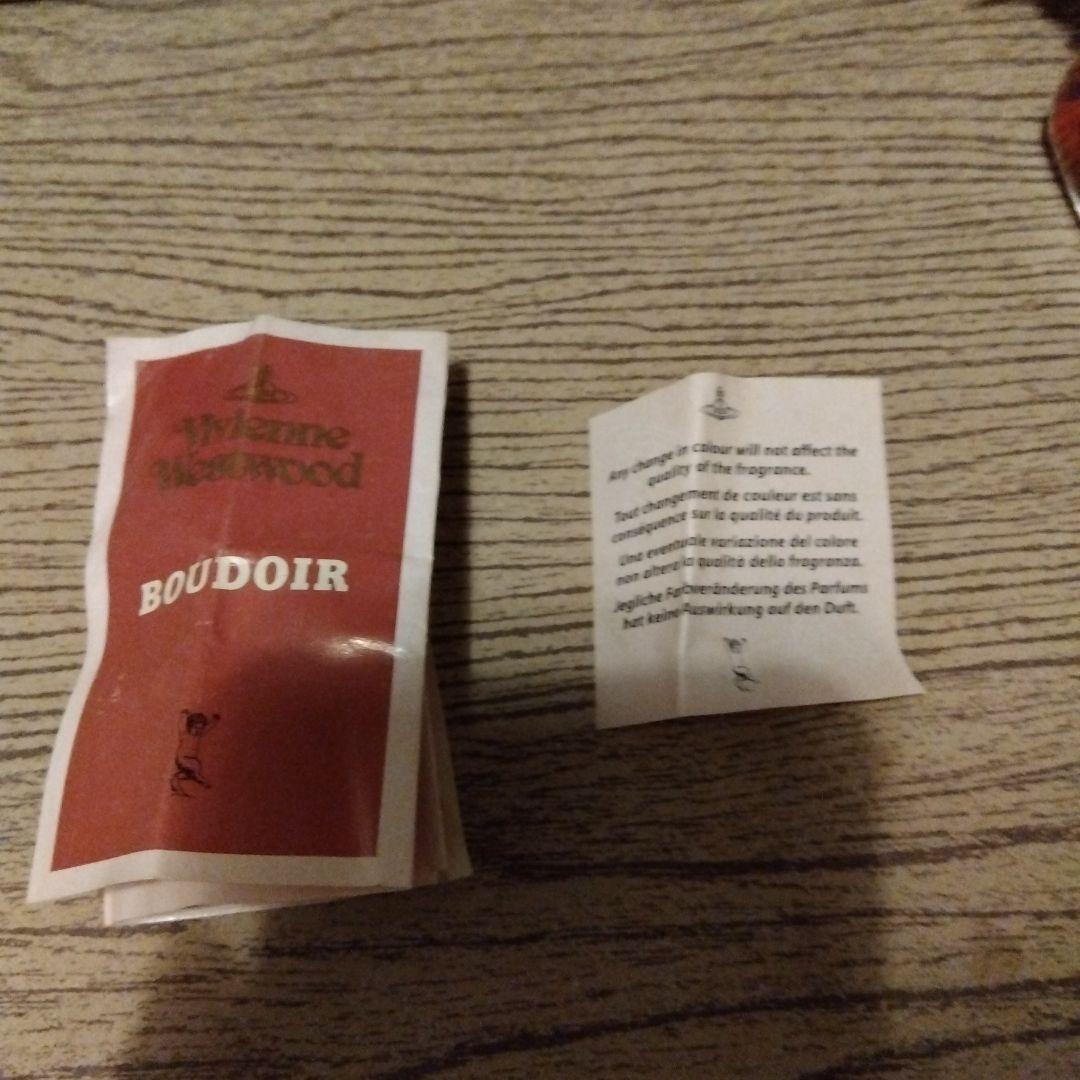 Vivienne
Westwood
BOUDOIR
Any change in colour will not affect the
quality of the fragrance.
Tout changement de couleur est sans
conséquence sur la qualité du produit.
Una eventuale variazione del colore
non altera la qualità della fragranza.
Jegliche Farbveränderung des Parfums
hat keine Auswirkung auf den Duft.